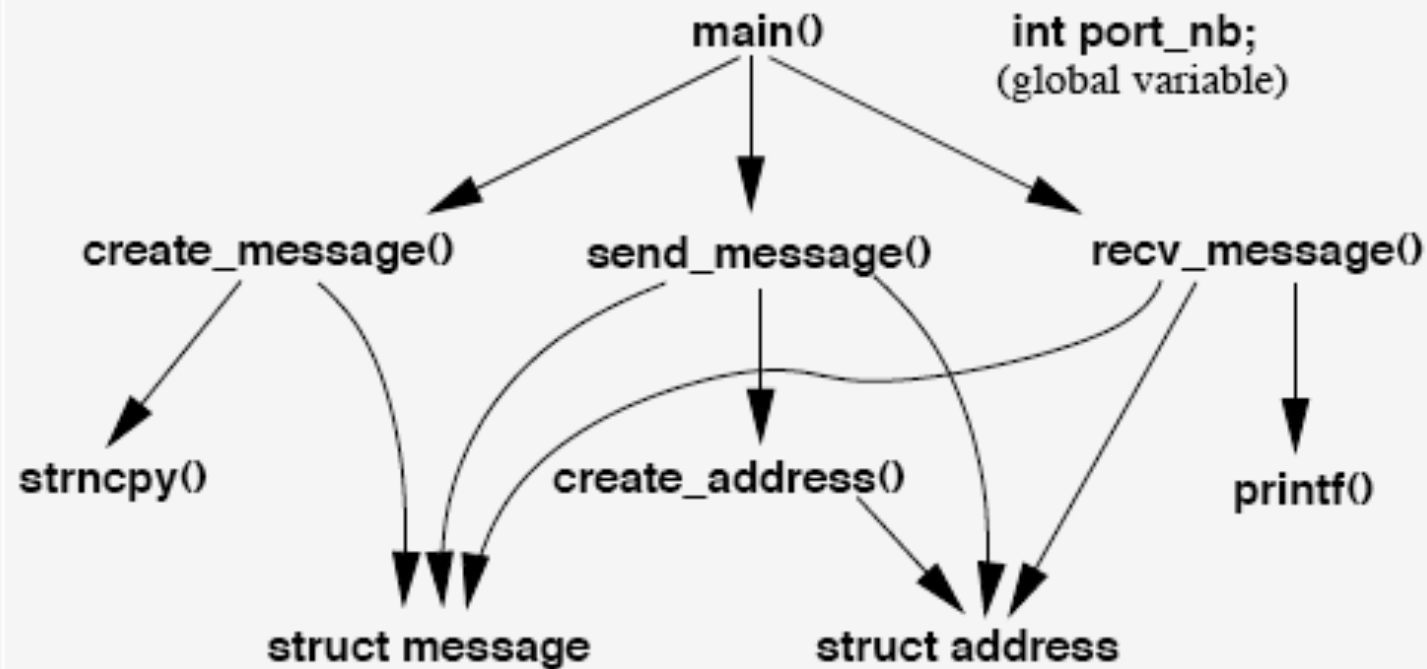 main()
int port_nb;
(global variable)
create_message()
send_message()
recv_message()
strncpy()
create_address()
printf()
struct message
struct address